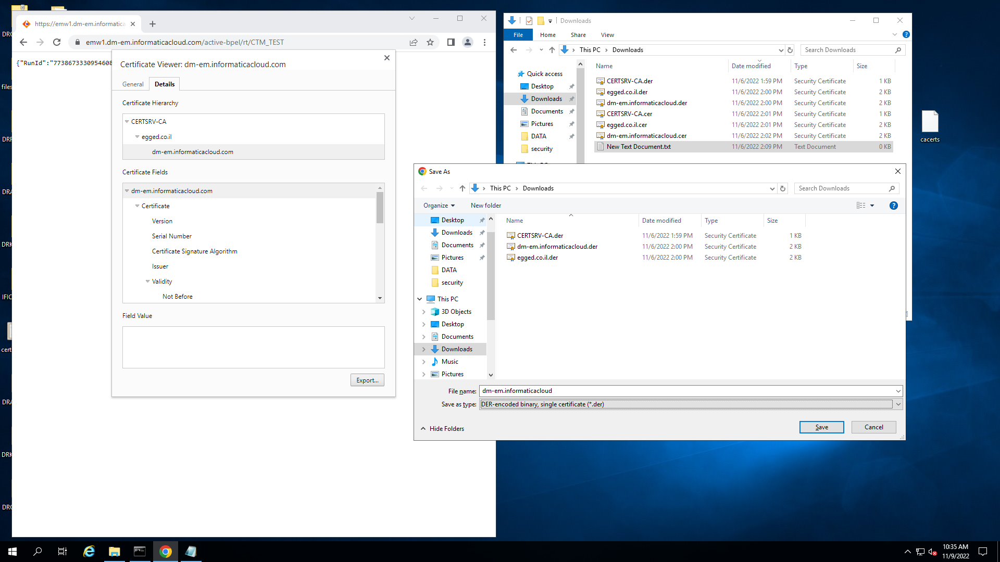 https://emw1.dm-em.informatica
emw1.dm-em.informaticacloud.com/active-bpel/rt/CTM_TEST
{"RunId":"7738673330954608
Certificate Viewer: dm-em.informaticacloud.com
General
Details
Certificate Hierarchy
CERTSRV-CA
egged.co.il
dm-em.informaticacloud.com
Certificate Fields
dm-em.informaticacloud.com
Certificate
Version
Serial Number
Certificate Signature Algorithm
Issuer
Validity
Not Before
Field Value
Export...
Downloads
File Home Share View
This PC > Downloads
Search Downloads
Quick access
Desktop
Downloads
Documents
Pictures
DATA
security
Name Date modified Type Size
CERTSRV-CA.der 11/6/2022 1:59 PM Security Certificate 1 KB
egged.co.il.der 11/6/2022 2:00 PM Security Certificate 2 KB
dm-em.informaticacloud.der 11/6/2022 2:00 PM Security Certificate 2 KB
CERTSRV-CA.cer 11/6/2022 2:01 PM Security Certificate 1 KB
egged.co.il.cer 11/6/2022 2:01 PM Security Certificate 2 KB
dm-em.informaticacloud.cer 11/6/2022 2:02 PM Security Certificate 2 KB
New Text Document.txt 11/6/2022 2:09 PM Text Document 0 KB
Save As
This PC > Downloads
Search Downloads
Organize
New folder
Desktop
Downloads
Documents
Pictures
DATA
security
This PC
3D Objects
Desktop
Documents
Downloads
Music
Pictures
Name Date modified Type Size
CERTSRV-CA.der 11/6/2022 1:59 PM Security Certificate 1 KB
dm-em.informaticacloud.der 11/6/2022 2:00 PM Security Certificate 2 KB
egged.co.il.der 11/6/2022 2:00 PM Security Certificate 2 KB
File name: dm-em.informaticacloud
Save as type: DER-encoded binary, single certificate (*.der)
Hide Folders
Save
Cancel
cacerts
files
DRF
DRA
DRK
IFIC
cert
DRA
DRK
10:35 AM
11/9/2022